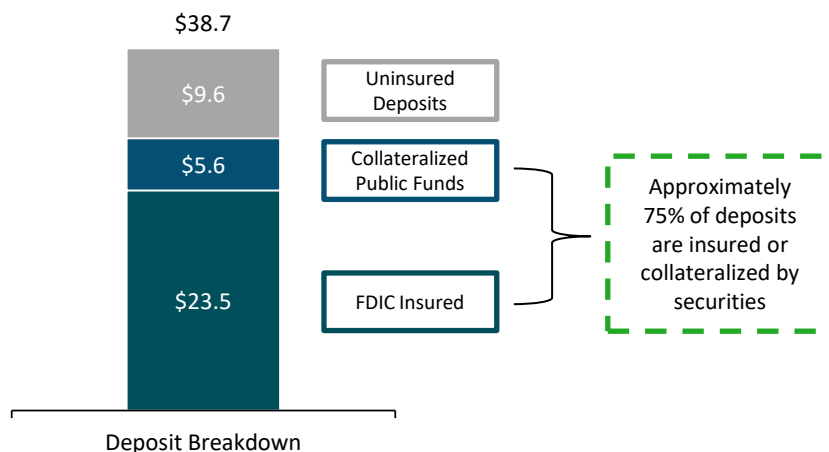 $38.7
$9.6
Uninsured
Deposits
$5.6
Collateralized
Public Funds
Approximately
75% of deposits
are insured or
collateralized by
securities
$23.5
FDIC Insured
Deposit Breakdown